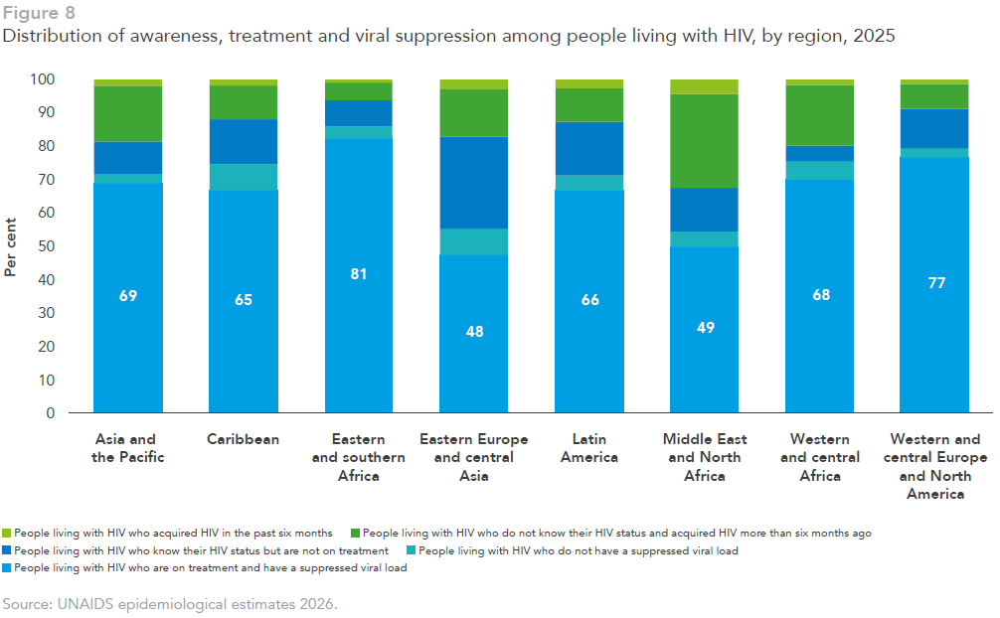 Figure 8
Distribution of awareness, treatment and viral suppression among people living with HIV, by region, 2025
Per cent
100
90
80
70
60
50
40
30
20
10
0
69
65
81
48
66
49
68
77
Asia and
the Pacific
Caribbean
Eastern
and southern
Africa
Eastern Europe
and central
Asia
Latin
America
Middle East
and North
Africa
Western
and central
Africa
Western and
central Europe
and North
America
People living with HIV who acquired HIV in the past six months
People living with HIV who do not know their HIV status and acquired HIV more than six months ago
People living with HIV who know their HIV status but are not on treatment
People living with HIV who do not have a suppressed viral load
People living with HIV who are on treatment and have a suppressed viral load
Source: UNAIDS epidemiological estimates 2026.